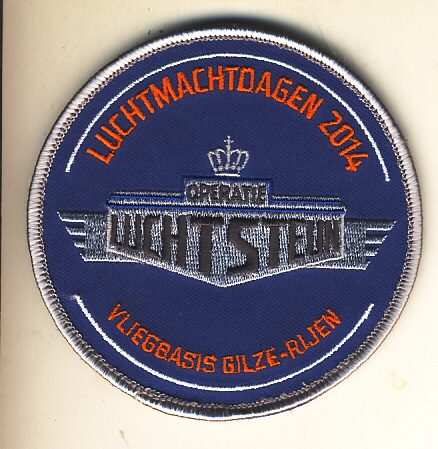 LUCHTMACHTDAGEN 2014
OPERATIE
LUCHTSTEUN
VLIEGBASIS GILZE-RIJEN